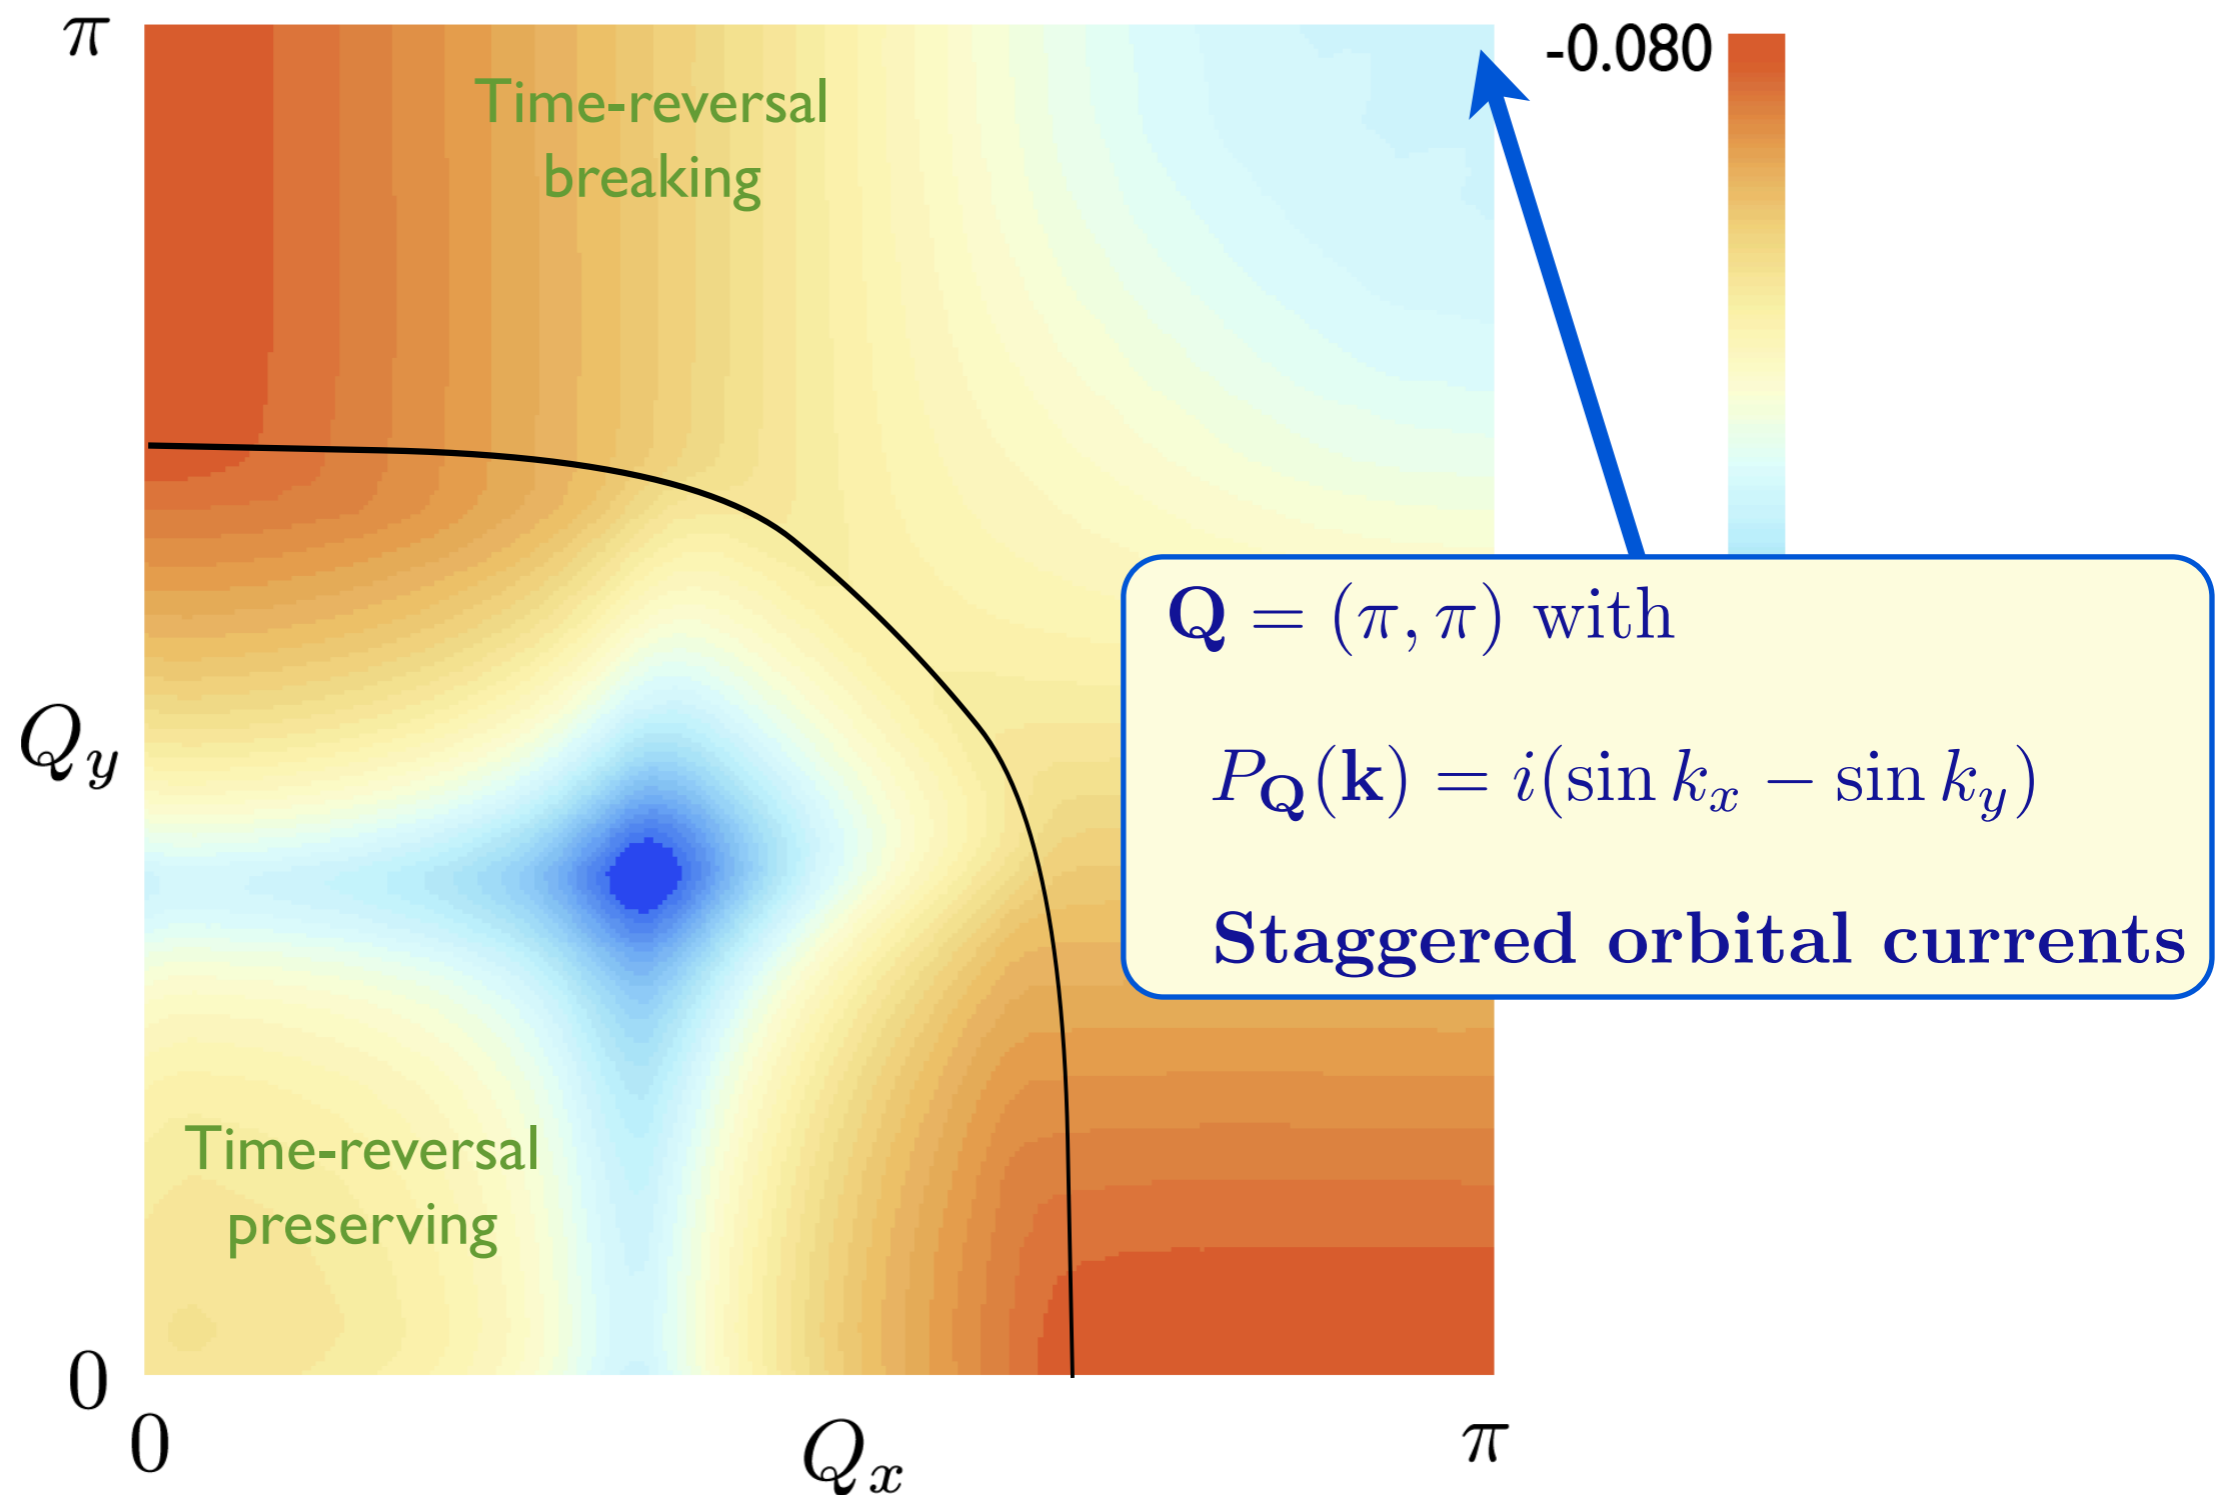 π
Time-reversal
breaking
-0.080
Q = (π, π) with
P_Q(k) = i(sin k_x − sin k_y)
Staggered orbital currents
Q_y
Time-reversal
preserving
0
0
Q_x
π